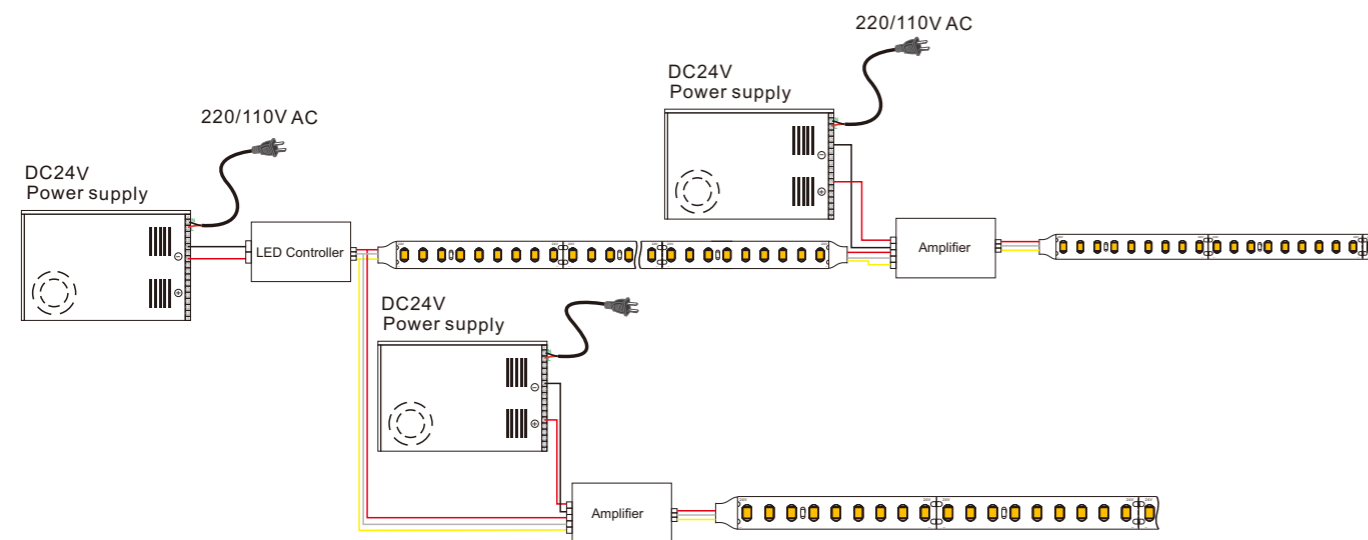 220/110V AC
DC24V
Power supply
220/110V AC
DC24V
Power supply
LED Controller
Amplifier
DC24V
Power supply
Amplifier